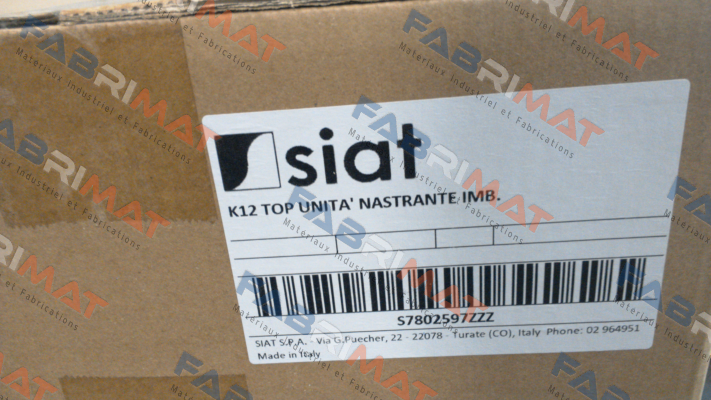 siat
K12 TOP UNITA' NASTRANTE IMB.
S7802597ZZZ
SIAT S.P.A. - Via G.Puecher, 22 - 22078 - Turate (CO), Italy Phone: 02 964951
Made in Italy
FABRIMAT
Materiaux Industriel et Fabrications